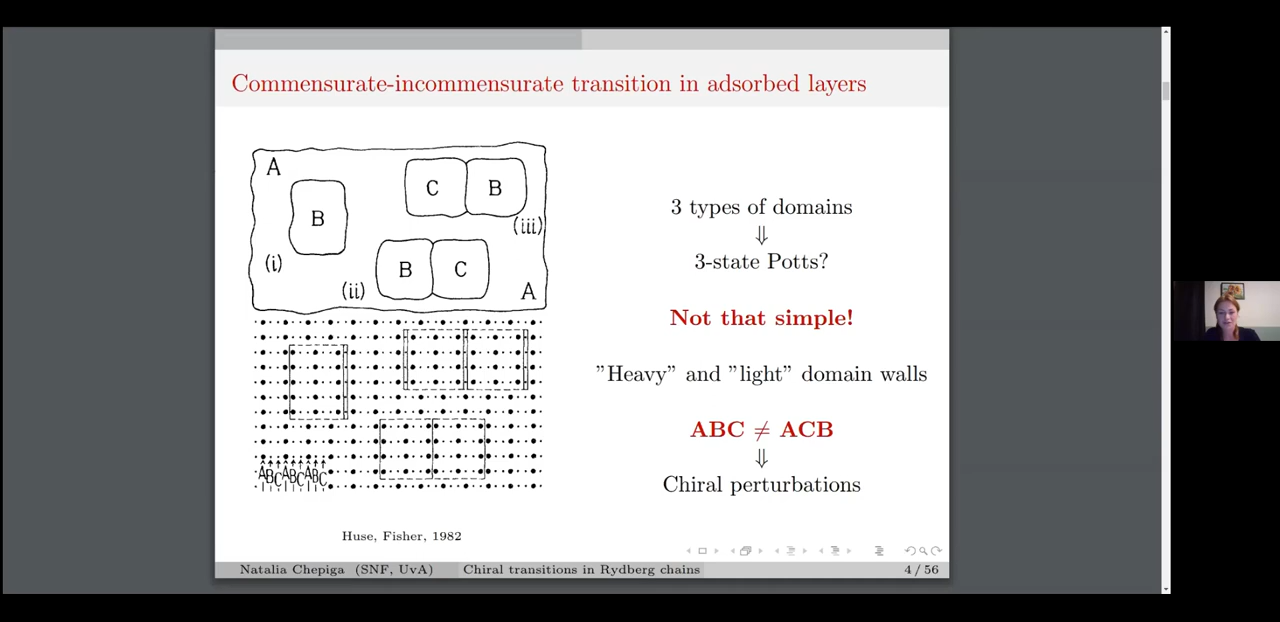 Commensurate-incommensurate transition in adsorbed layers
A
B
(i)
C
B
(iii)
B
C
(ii)
A
ABCABCABC
Huse, Fisher, 1982
3 types of domains
⇓
3-state Potts?
Not that simple!
"Heavy" and "light" domain walls
ABC ≠ ACB
⇓
Chiral perturbations
Natalia Chepiga (SNF, UvA) Chiral transitions in Rydberg chains 4 / 56